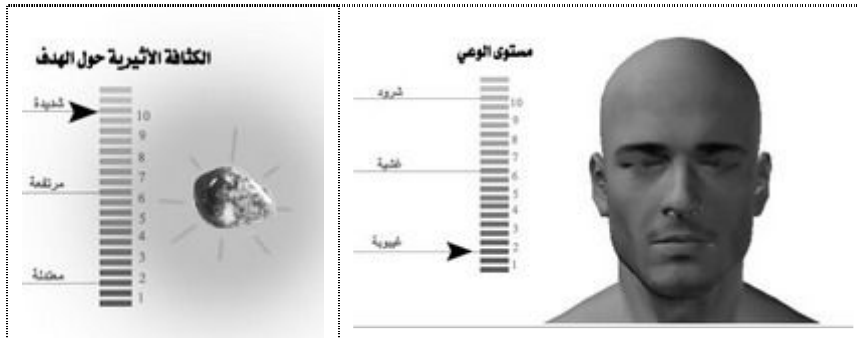 الكثافة الأثيرية حول الهدف
شديدة
مرتفعة
معتدلة
10
9
8
7
6
5
4
3
2
1
مستوى الوعي
شرود
غشية
غيبوبة
10
9
8
7
6
5
4
3
2
1